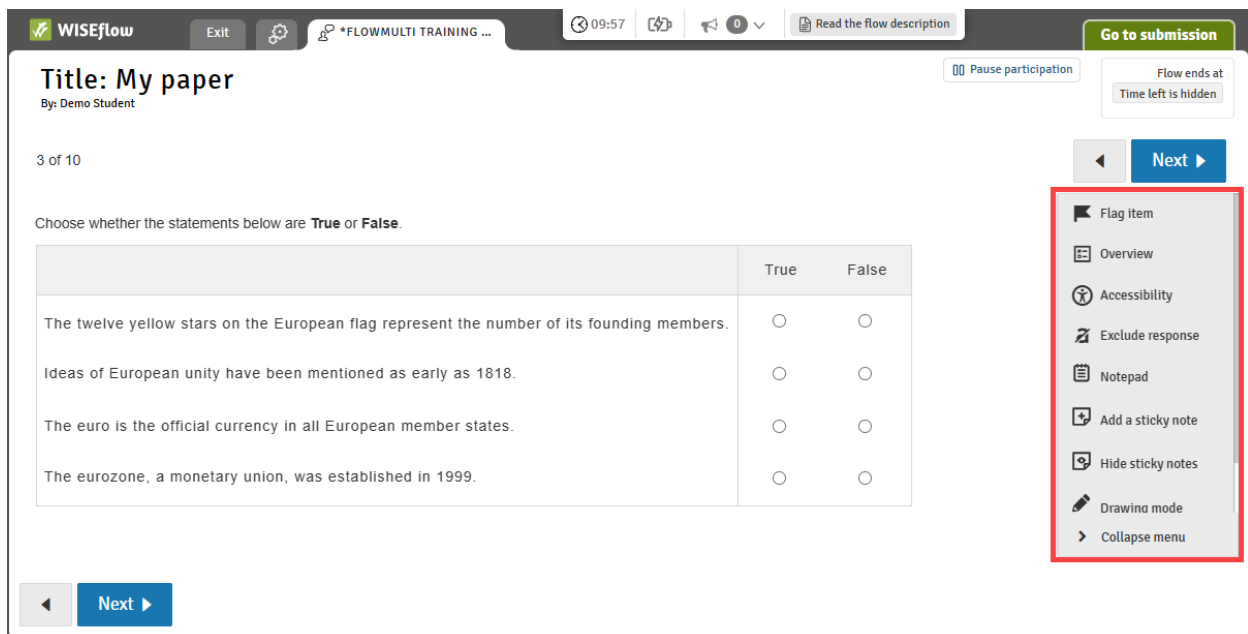 WISEflow
Exit
*FLOWMULTI TRAINING ...
09:57
0
Read the flow description
Go to submission
Title: My paper
By: Demo Student
Pause participation
Flow ends at
Time left is hidden
3 of 10
Next
Choose whether the statements below are True or False.
True False
The twelve yellow stars on the European flag represent the number of its founding members.
Ideas of European unity have been mentioned as early as 1818.
The euro is the official currency in all European member states.
The eurozone, a monetary union, was established in 1999.
Flag item
Overview
Accessibility
Exclude response
Notepad
Add a sticky note
Hide sticky notes
Drawing mode
Collapse menu
Next